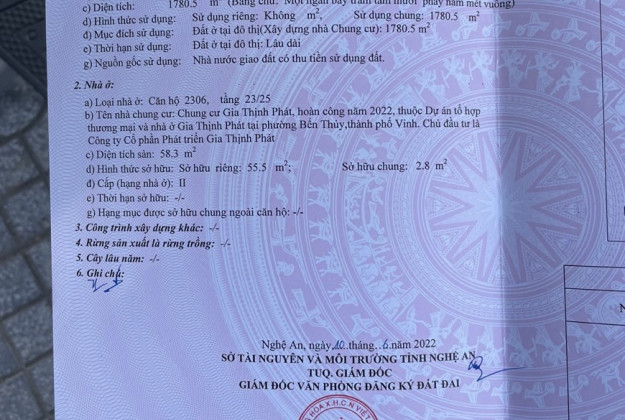 c) Diện tích: 1780.5 m² (Bằng chữ: Một ngàn bảy trăm tám mươi phảy năm mét vuông)
d) Hình thức sử dụng: Sử dụng riêng: Không m², Sử dụng chung: 1780.5 m²
đ) Mục đích sử dụng: Đất ở tại đô thị(Xây dựng nhà Chung cư): 1780.5 m²
e) Thời hạn sử dụng: Đất ở tại đô thị: Lâu dài
g) Nguồn gốc sử dụng: Nhà nước giao đất có thu tiền sử dụng đất.
2. Nhà ở:
a) Loại nhà ở: Căn hộ 2306, tầng 23/25
b) Tên nhà chung cư: Chung cư Gia Thịnh Phát, hoàn công năm 2022, thuộc Dự án tổ hợp
thương mại và nhà ở Gia Thịnh Phát tại phường Bến Thủy,thành phố Vinh. Chủ đầu tư là
Công ty Cổ phần Phát triển Gia Thịnh Phát
c) Diện tích sàn: 58.3 m²
d) Hình thức sở hữu: Sở hữu riêng: 55.5 m²; Sở hữu chung: 2.8 m²
đ) Cấp (hạng nhà ở): II
e) Thời hạn sở hữu: -/-
g) Hạng mục được sở hữu chung ngoài căn hộ: -/-
3. Công trình xây dựng khác: -/-
4. Rừng sản xuất là rừng trồng: -/-
5. Cây lâu năm: -/-
6. Ghi chú:
Nghệ An, ngày 10 tháng 6 năm 2022
SỞ TÀI NGUYÊN VÀ MÔI TRƯỜNG TỈNH NGHỆ AN
TUQ. GIÁM ĐỐC
GIÁM ĐỐC VĂN PHÒNG ĐĂNG KÝ ĐẤT ĐAI
HÒA X.H.C.N VIỆT